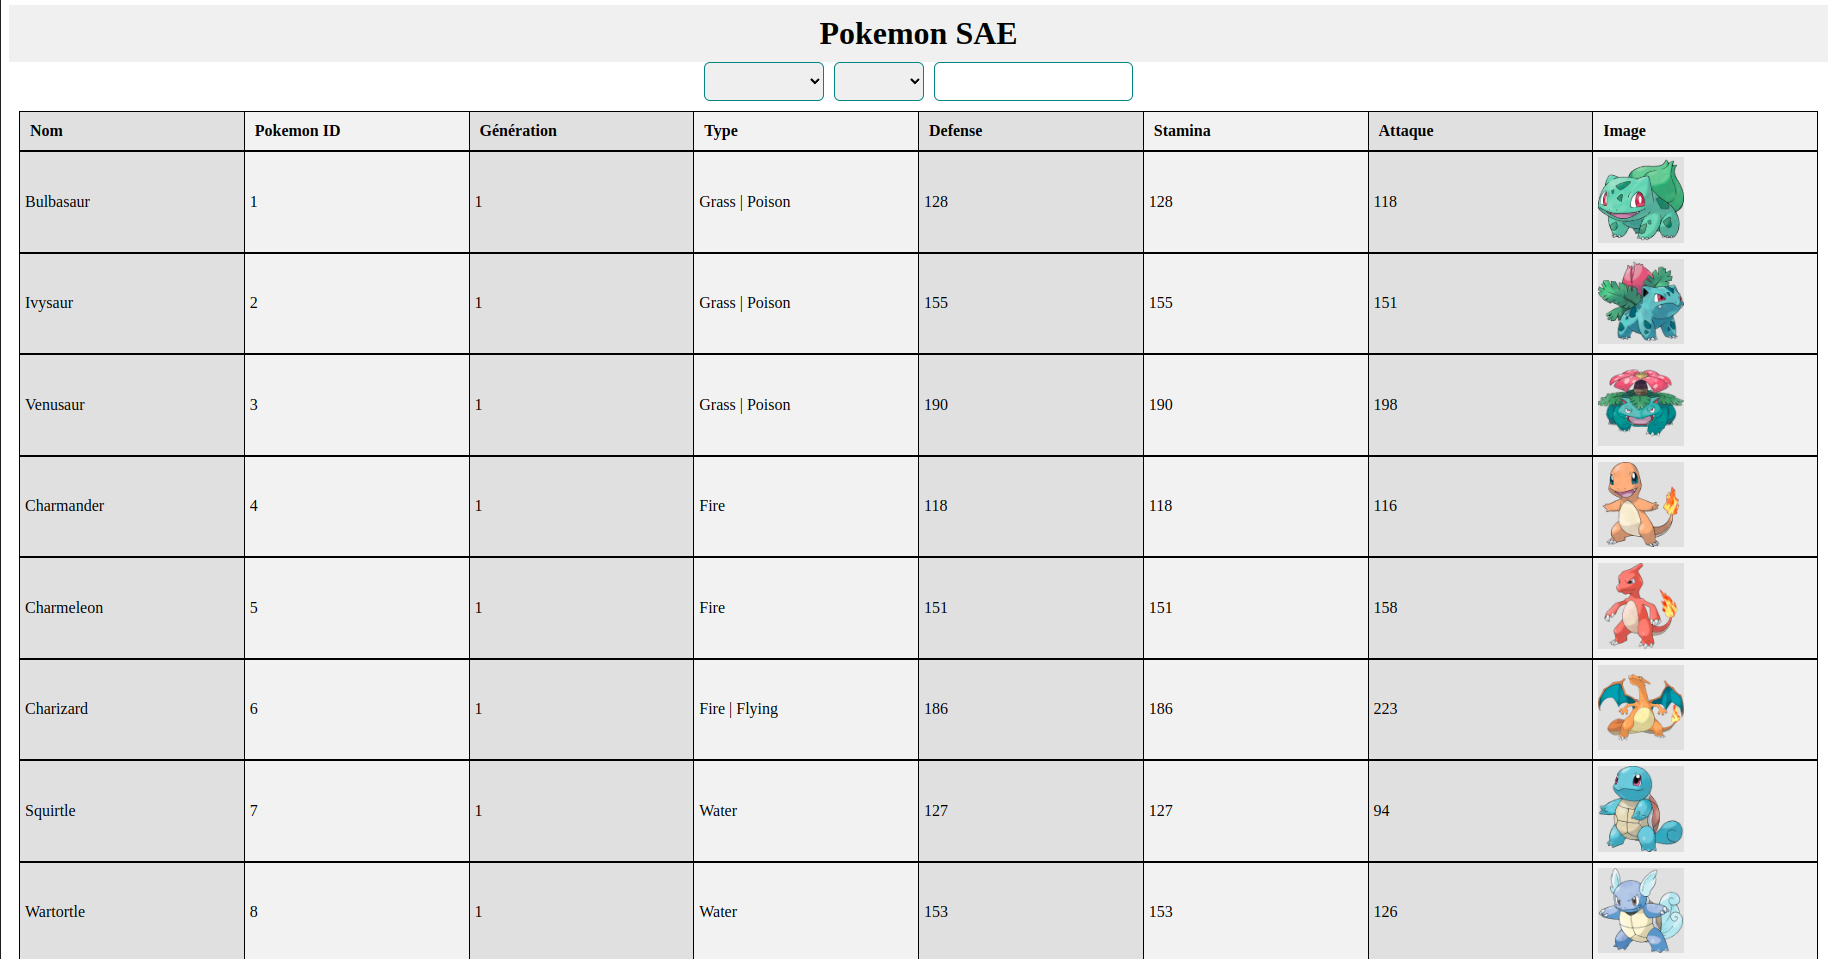 Pokemon SAE
Nom Pokemon ID Génération Type Defense Stamina Attaque Image
Bulbasaur 1 1 Grass | Poison 128 128 118
Ivysaur 2 1 Grass | Poison 155 155 151
Venusaur 3 1 Grass | Poison 190 190 198
Charmander 4 1 Fire 118 118 116
Charmeleon 5 1 Fire 151 151 158
Charizard 6 1 Fire | Flying 186 186 223
Squirtle 7 1 Water 127 127 94
Wartortle 8 1 Water 153 153 126